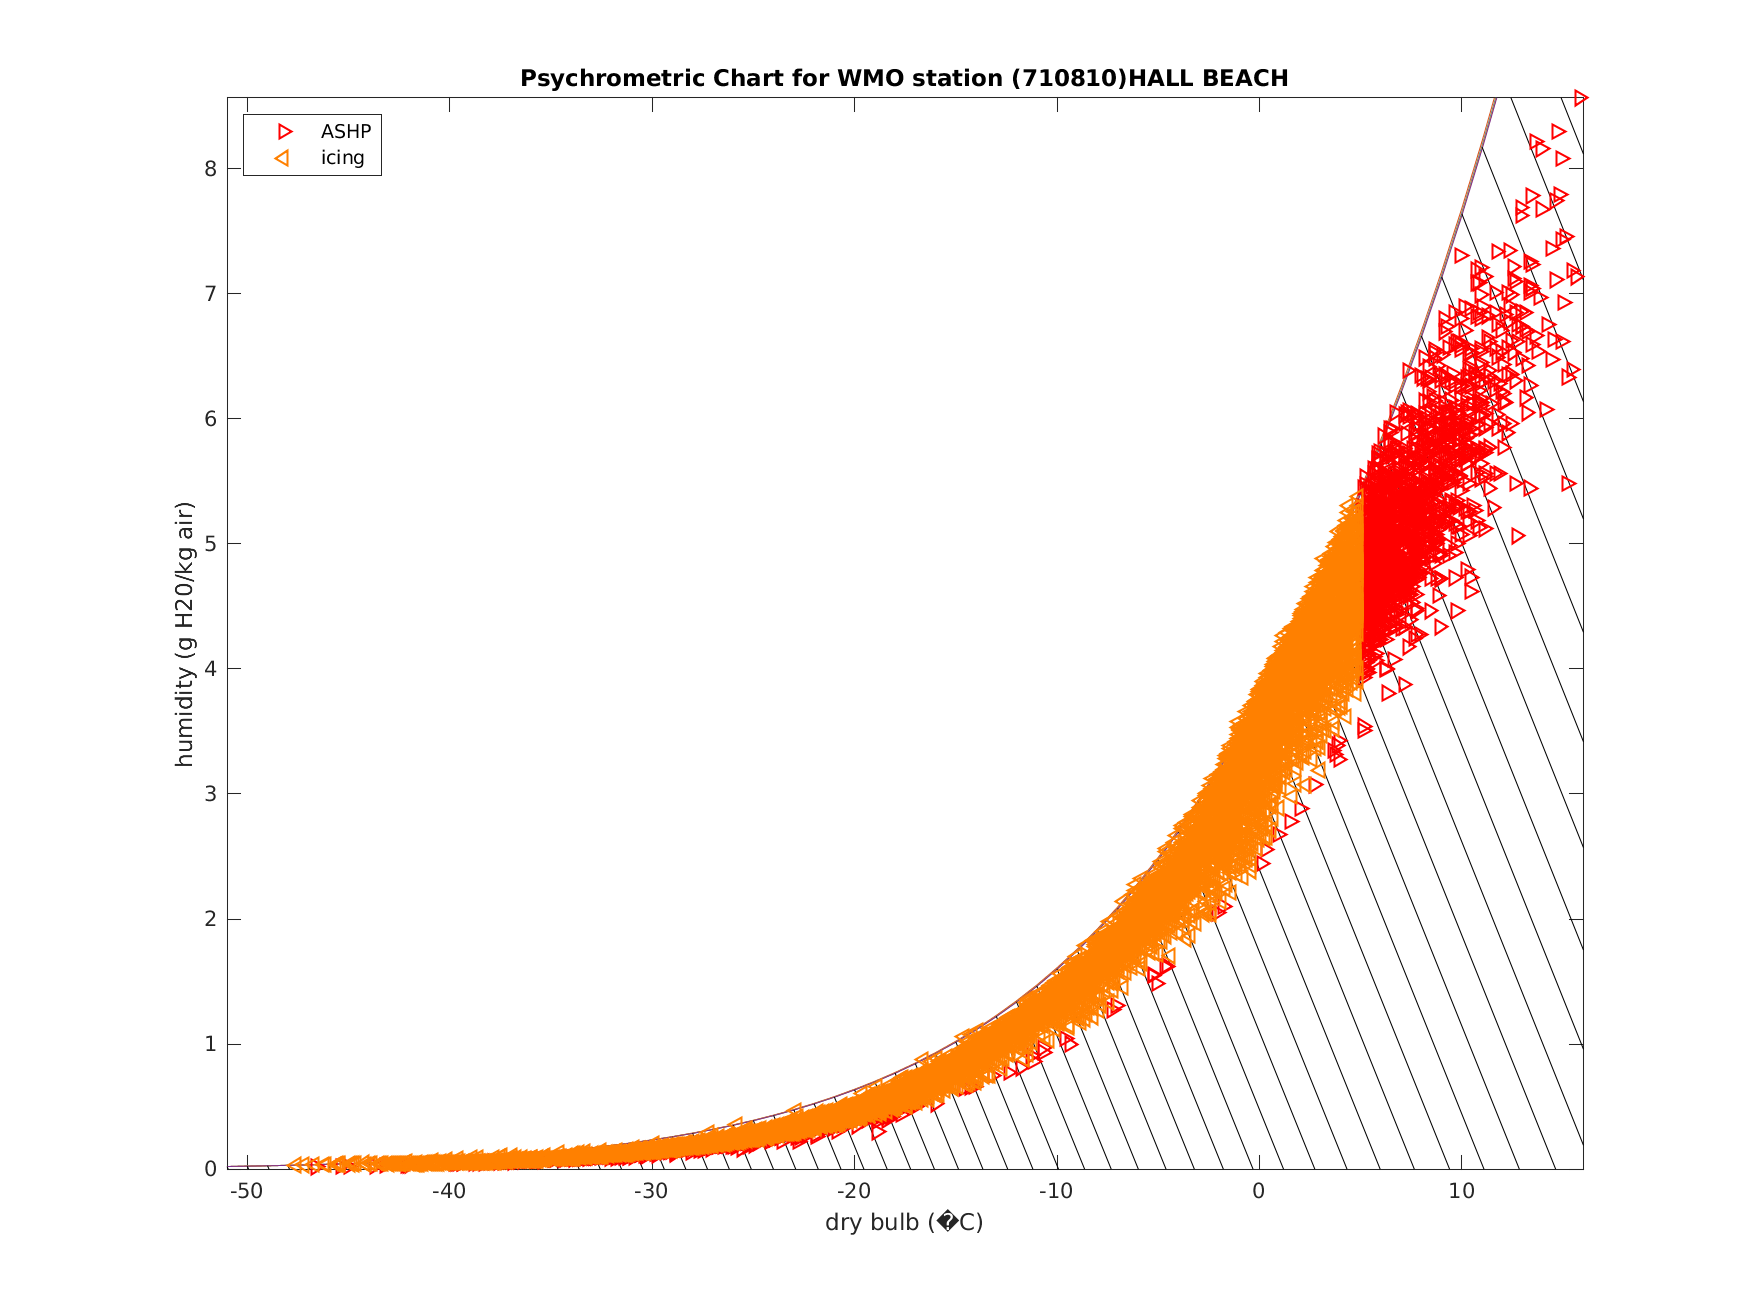 Psychrometric Chart for WMO station (710810)HALL BEACH
ASHP
icing
humidity (g H20/kg air)
8
7
6
5
4
3
2
1
0
-50 -40 -30 -20 -10 0 10
dry bulb (�C)